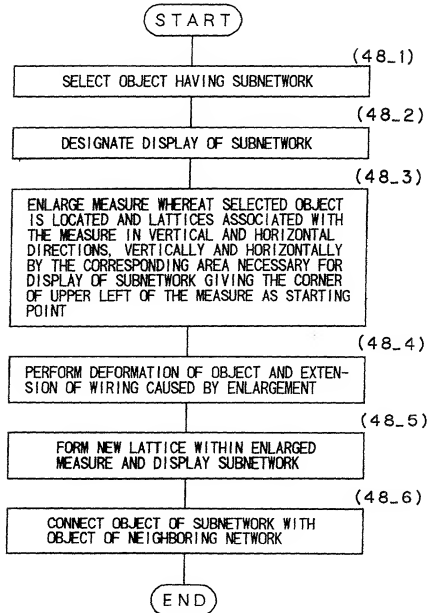 START
(48_1)
SELECT OBJECT HAVING SUBNETWORK
(48_2)
DESIGNATE DISPLAY OF SUBNETWORK
(48_3)
ENLARGE MEASURE WHEREAT SELECTED OBJECT
IS LOCATED AND LATTICES ASSOCIATED WITH
THE MEASURE IN VERTICAL AND HORIZONTAL
DIRECTIONS, VERTICALLY AND HORIZONTALLY
BY THE CORRESPONDING AREA NECESSARY FOR
DISPLAY OF SUBNETWORK GIVING THE CORNER
OF UPPER LEFT OF THE MEASURE AS STARTING
POINT
(48_4)
PERFORM DEFORMATION OF OBJECT AND EXTEN-
SION OF WIRING CAUSED BY ENLARGEMENT
(48_5)
FORM NEW LATTICE WITHIN ENLARGED
MEASURE AND DISPLAY SUBNETWORK
(48_6)
CONNECT OBJECT OF SUBNETWORK WITH
OBJECT OF NEIGHBORING NETWORK
END